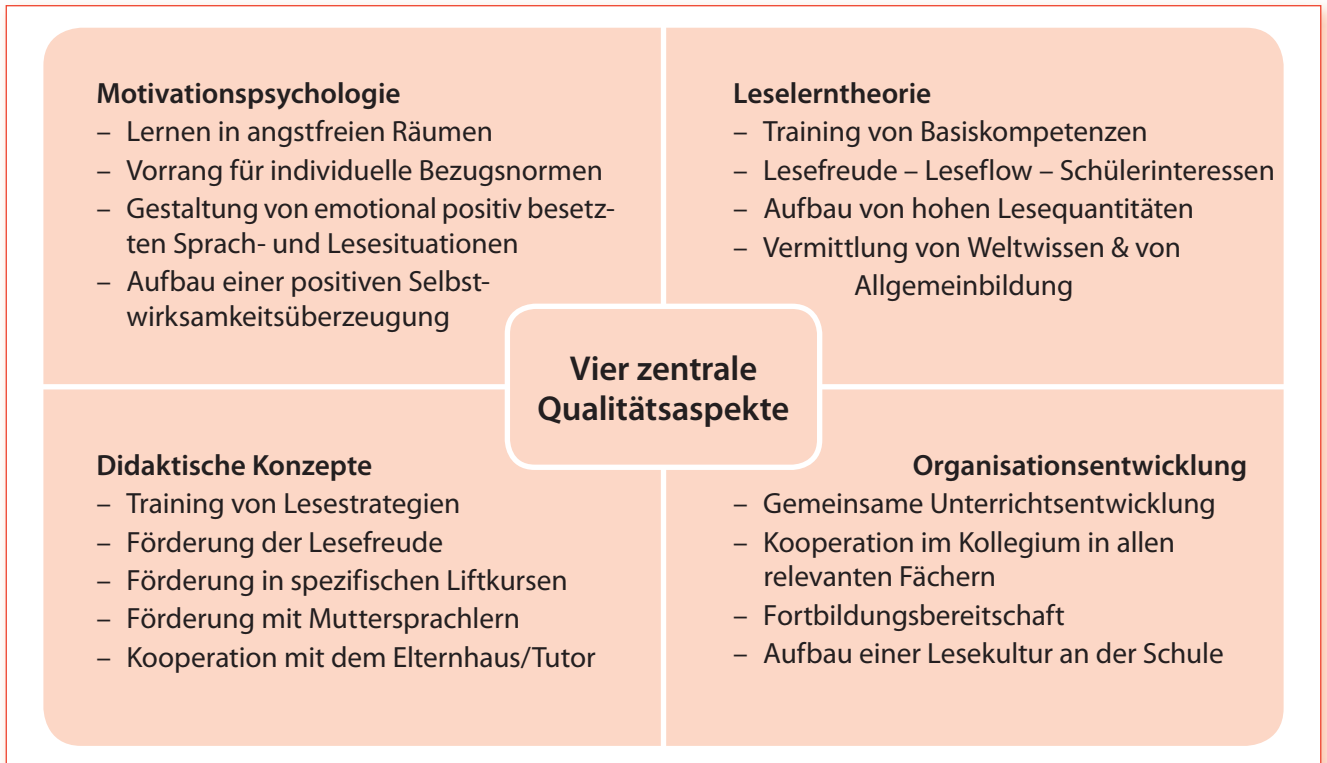 Motivationspsychologie
– Lernen in angstfreien Räumen
– Vorrang für individuelle Bezugsnormen
– Gestaltung von emotional positiv besetz-
ten Sprach- und Lesesituationen
– Aufbau einer positiven Selbst-
wirksamkeitsüberzeugung
Leselerntheorie
– Training von Basiskompetenzen
– Lesefreude – Leseflow – Schülerinteressen
– Aufbau von hohen Lesequantitäten
– Vermittlung von Weltwissen & von
Allgemeinbildung
Vier zentrale
Qualitätsaspekte
Didaktische Konzepte
– Training von Lesestrategien
– Förderung der Lesefreude
– Förderung in spezifischen Liftkursen
– Förderung mit Muttersprachlern
– Kooperation mit dem Elternhaus/Tutor
Organisationsentwicklung
– Gemeinsame Unterrichtsentwicklung
– Kooperation im Kollegium in allen
relevanten Fächern
– Fortbildungsbereitschaft
– Aufbau einer Lesekultur an der Schule